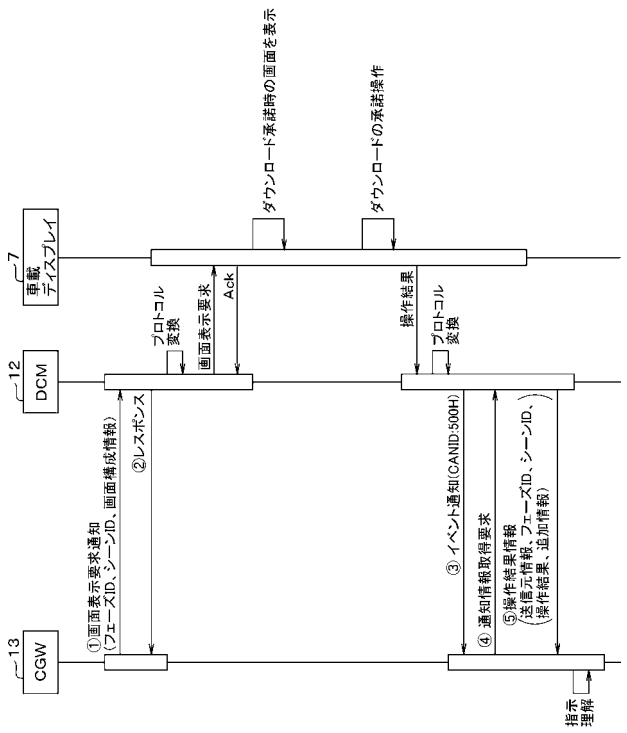 7
車載
ディスプレイ
12
DCM
13
CGW
①画面表示要求通知
(フェーズID、シーンID、画面構成情報)
②レスポンス
プロトコル
変換
画面表示要求
Ack
ダウンロード承諾時の画面を表示
ダウンロードの承諾操作
操作結果
プロトコル
変換
③イベント通知(CANID:500H)
④通知情報取得要求
⑤操作結果情報
(送信元情報、フェーズID、シーンID、
操作結果、追加情報)
指示
理解